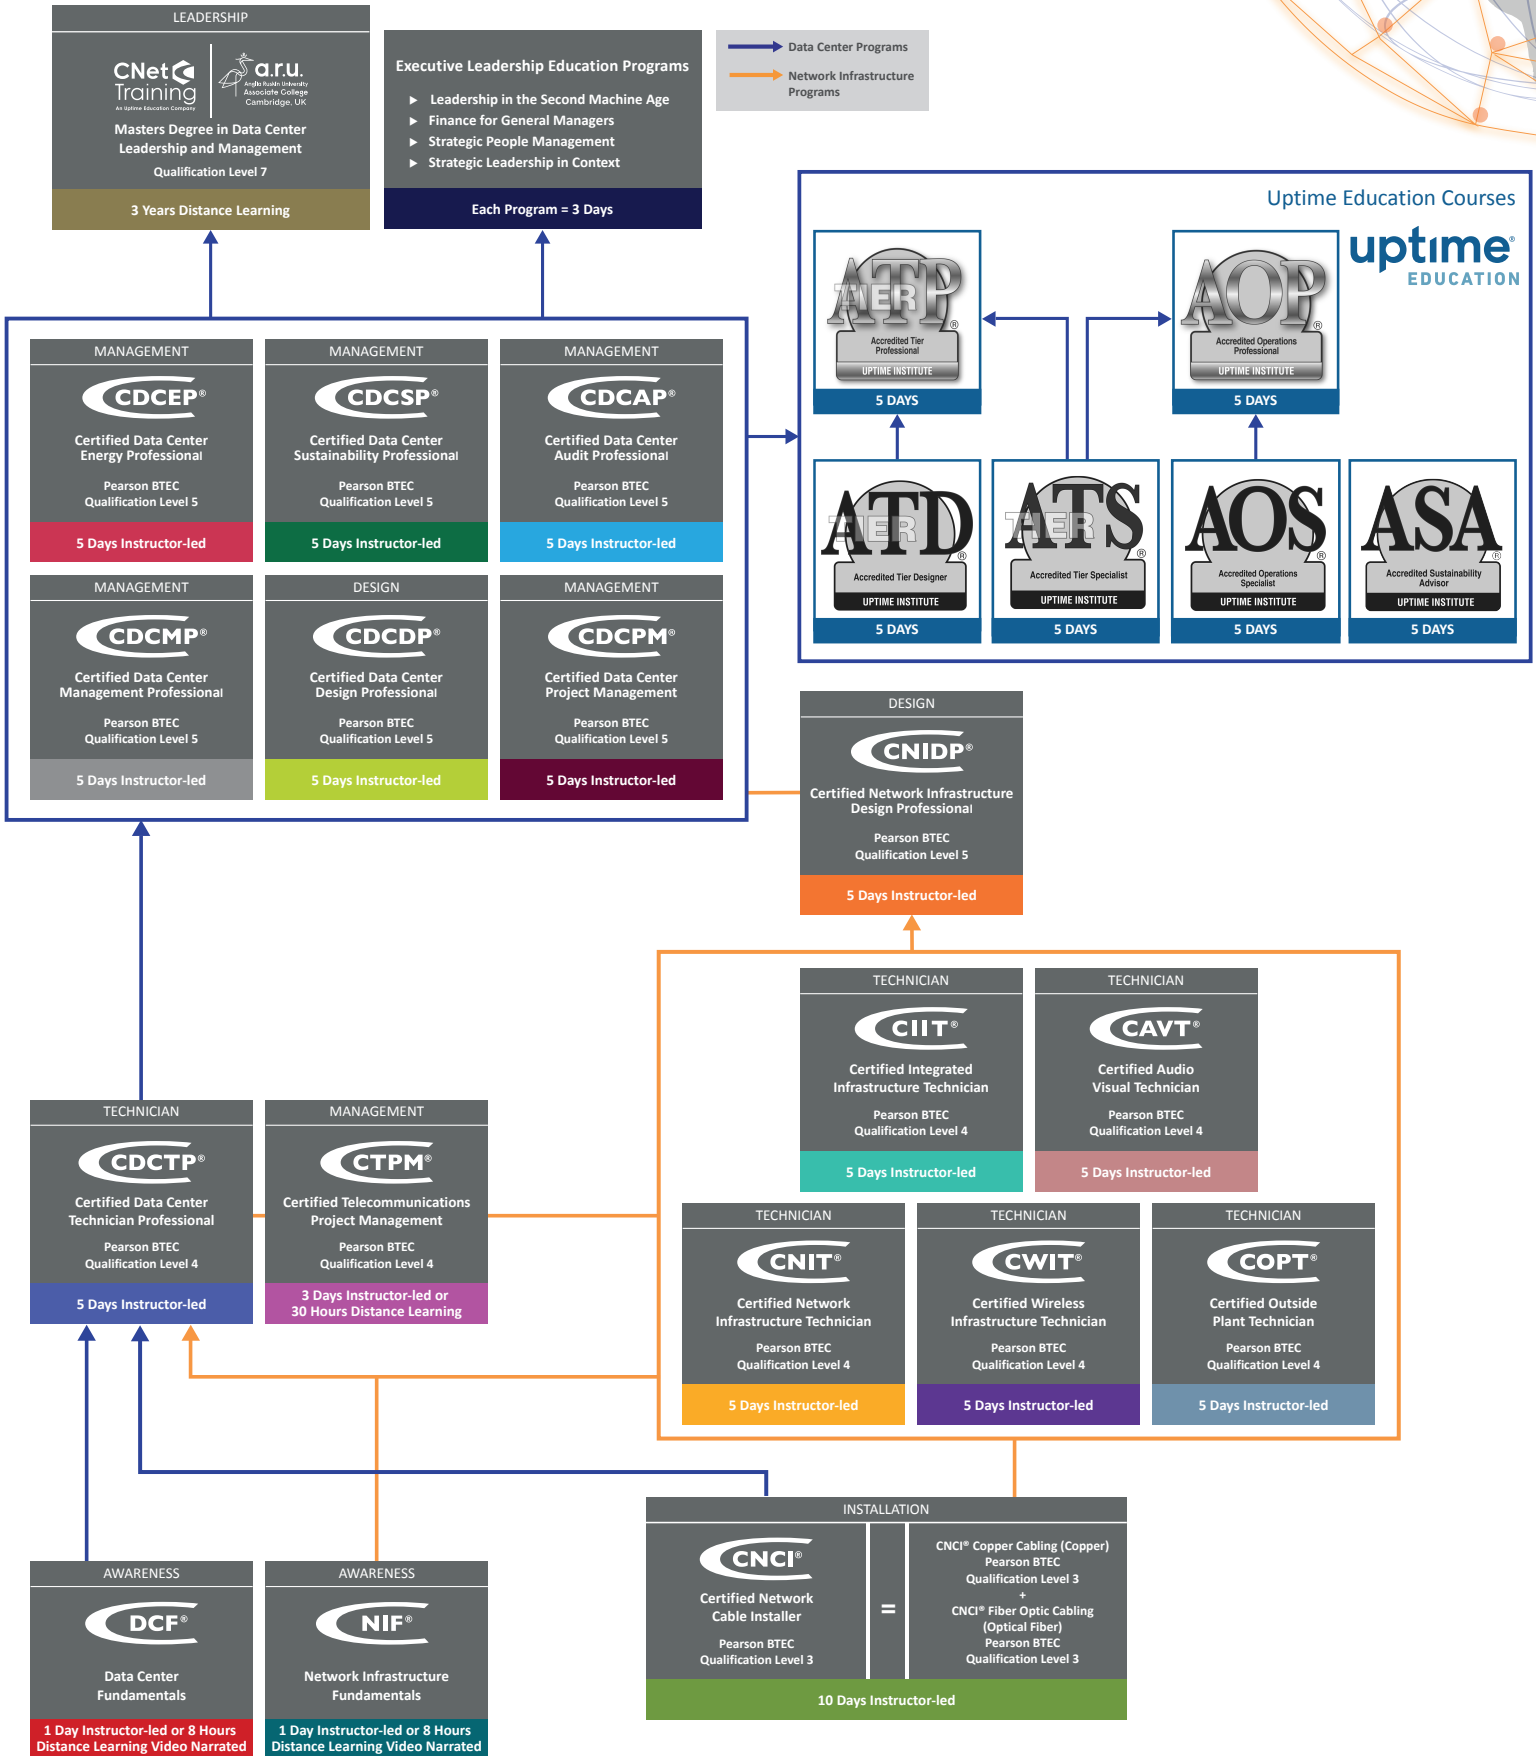 LEADERSHIP
CNet
Training
An Uptime Education Company
a.r.u.
Anglia Ruskin University
Associate College
Cambridge, UK
Masters Degree in Data Center
Leadership and Management
Qualification Level 7
3 Years Distance Learning
Executive Leadership Education Programs
► Leadership in the Second Machine Age
► Finance for General Managers
► Strategic People Management
► Strategic Leadership in Context
Each Program = 3 Days
Data Center Programs
Network Infrastructure
Programs
Uptime Education Courses
uptime®
EDUCATION
ATP
TIER
®
Accredited Tier
Professional
UPTIME INSTITUTE
5 DAYS
AOP
®
Accredited Operations
Professional
UPTIME INSTITUTE
5 DAYS
ATD
TIER
®
Accredited Tier Designer
UPTIME INSTITUTE
5 DAYS
ATS
TIER
®
Accredited Tier Specialist
UPTIME INSTITUTE
5 DAYS
AOS
®
Accredited Operations
Specialist
UPTIME INSTITUTE
5 DAYS
ASA
®
Accredited Sustainability
Advisor
UPTIME INSTITUTE
5 DAYS
MANAGEMENT
CDCEP®
Certified Data Center
Energy Professional
Pearson BTEC
Qualification Level 5
5 Days Instructor-led
MANAGEMENT
CDCSP®
Certified Data Center
Sustainability Professional
Pearson BTEC
Qualification Level 5
5 Days Instructor-led
MANAGEMENT
CDCAP®
Certified Data Center
Audit Professional
Pearson BTEC
Qualification Level 5
5 Days Instructor-led
MANAGEMENT
CDCMP®
Certified Data Center
Management Professional
Pearson BTEC
Qualification Level 5
5 Days Instructor-led
DESIGN
CDCDP®
Certified Data Center
Design Professional
Pearson BTEC
Qualification Level 5
5 Days Instructor-led
MANAGEMENT
CDCPM®
Certified Data Center
Project Management
Pearson BTEC
Qualification Level 5
5 Days Instructor-led
DESIGN
CNIDP®
Certified Network Infrastructure
Design Professional
Pearson BTEC
Qualification Level 5
5 Days Instructor-led
TECHNICIAN
CIIT®
Certified Integrated
Infrastructure Technician
Pearson BTEC
Qualification Level 4
5 Days Instructor-led
TECHNICIAN
CAVT®
Certified Audio
Visual Technician
Pearson BTEC
Qualification Level 4
5 Days Instructor-led
TECHNICIAN
CDCTP®
Certified Data Center
Technician Professional
Pearson BTEC
Qualification Level 4
5 Days Instructor-led
MANAGEMENT
CTPM®
Certified Telecommunications
Project Management
Pearson BTEC
Qualification Level 4
3 Days Instructor-led or
30 Hours Distance Learning
TECHNICIAN
CNIT®
Certified Network
Infrastructure Technician
Pearson BTEC
Qualification Level 4
5 Days Instructor-led
TECHNICIAN
CWIT®
Certified Wireless
Infrastructure Technician
Pearson BTEC
Qualification Level 4
5 Days Instructor-led
TECHNICIAN
COPT®
Certified Outside
Plant Technician
Pearson BTEC
Qualification Level 4
5 Days Instructor-led
INSTALLATION
CNCI®
Certified Network
Cable Installer
Pearson BTEC
Qualification Level 3
=
CNCI® Copper Cabling (Copper)
Pearson BTEC
Qualification Level 3
+
CNCI® Fiber Optic Cabling
(Optical Fiber)
Pearson BTEC
Qualification Level 3
10 Days Instructor-led
AWARENESS
DCF®
Data Center
Fundamentals
1 Day Instructor-led or 8 Hours
Distance Learning Video Narrated
AWARENESS
NIF®
Network Infrastructure
Fundamentals
1 Day Instructor-led or 8 Hours
Distance Learning Video Narrated